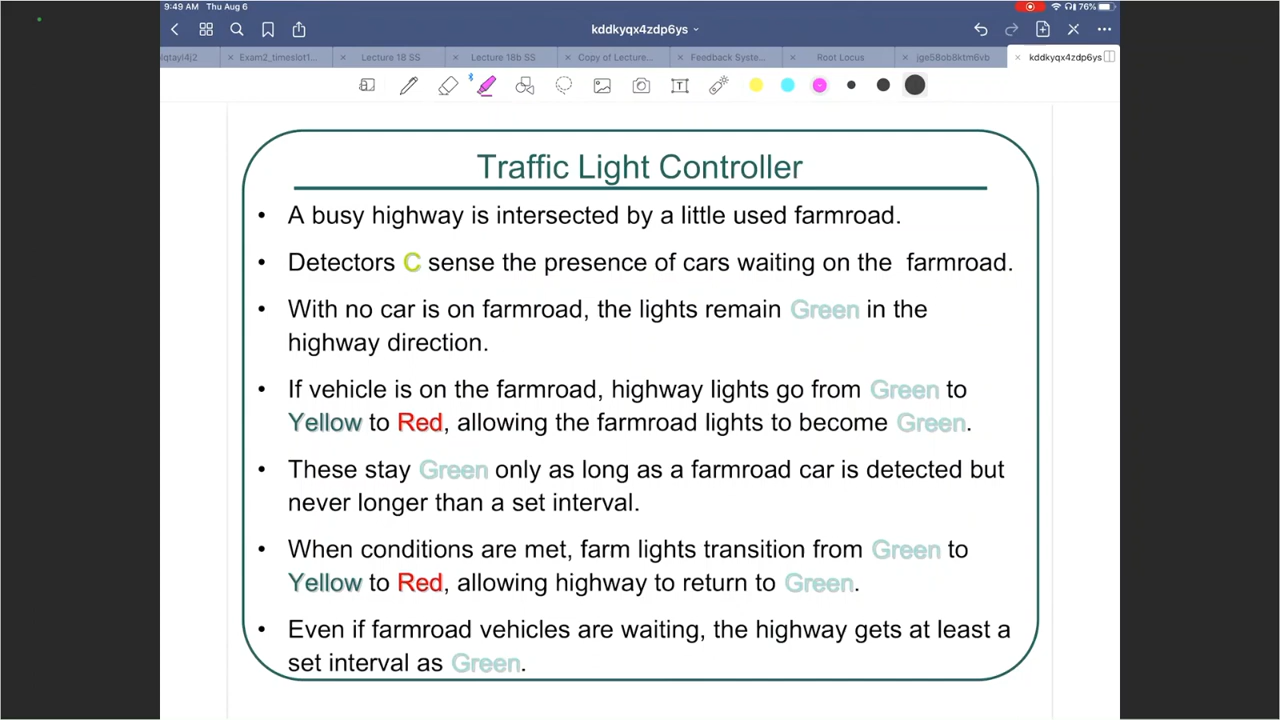 9:49 AM Thu Aug 6
76%
kddkyqx4zdp6ys
Exam2_timeslot1...
Lecture 18 SS
Lecture 18b SS
Copy of Lecture...
Feedback Syste...
Root Locus
jge58ob8ktm6vb
kddkyqx4zdp6ys
Traffic Light Controller
• A busy highway is intersected by a little used farmroad.
• Detectors C sense the presence of cars waiting on the farmroad.
• With no car is on farmroad, the lights remain Green in the
highway direction.
• If vehicle is on the farmroad, highway lights go from Green to
Yellow to Red, allowing the farmroad lights to become Green.
• These stay Green only as long as a farmroad car is detected but
never longer than a set interval.
• When conditions are met, farm lights transition from Green to
Yellow to Red, allowing highway to return to Green.
• Even if farmroad vehicles are waiting, the highway gets at least a
set interval as Green.